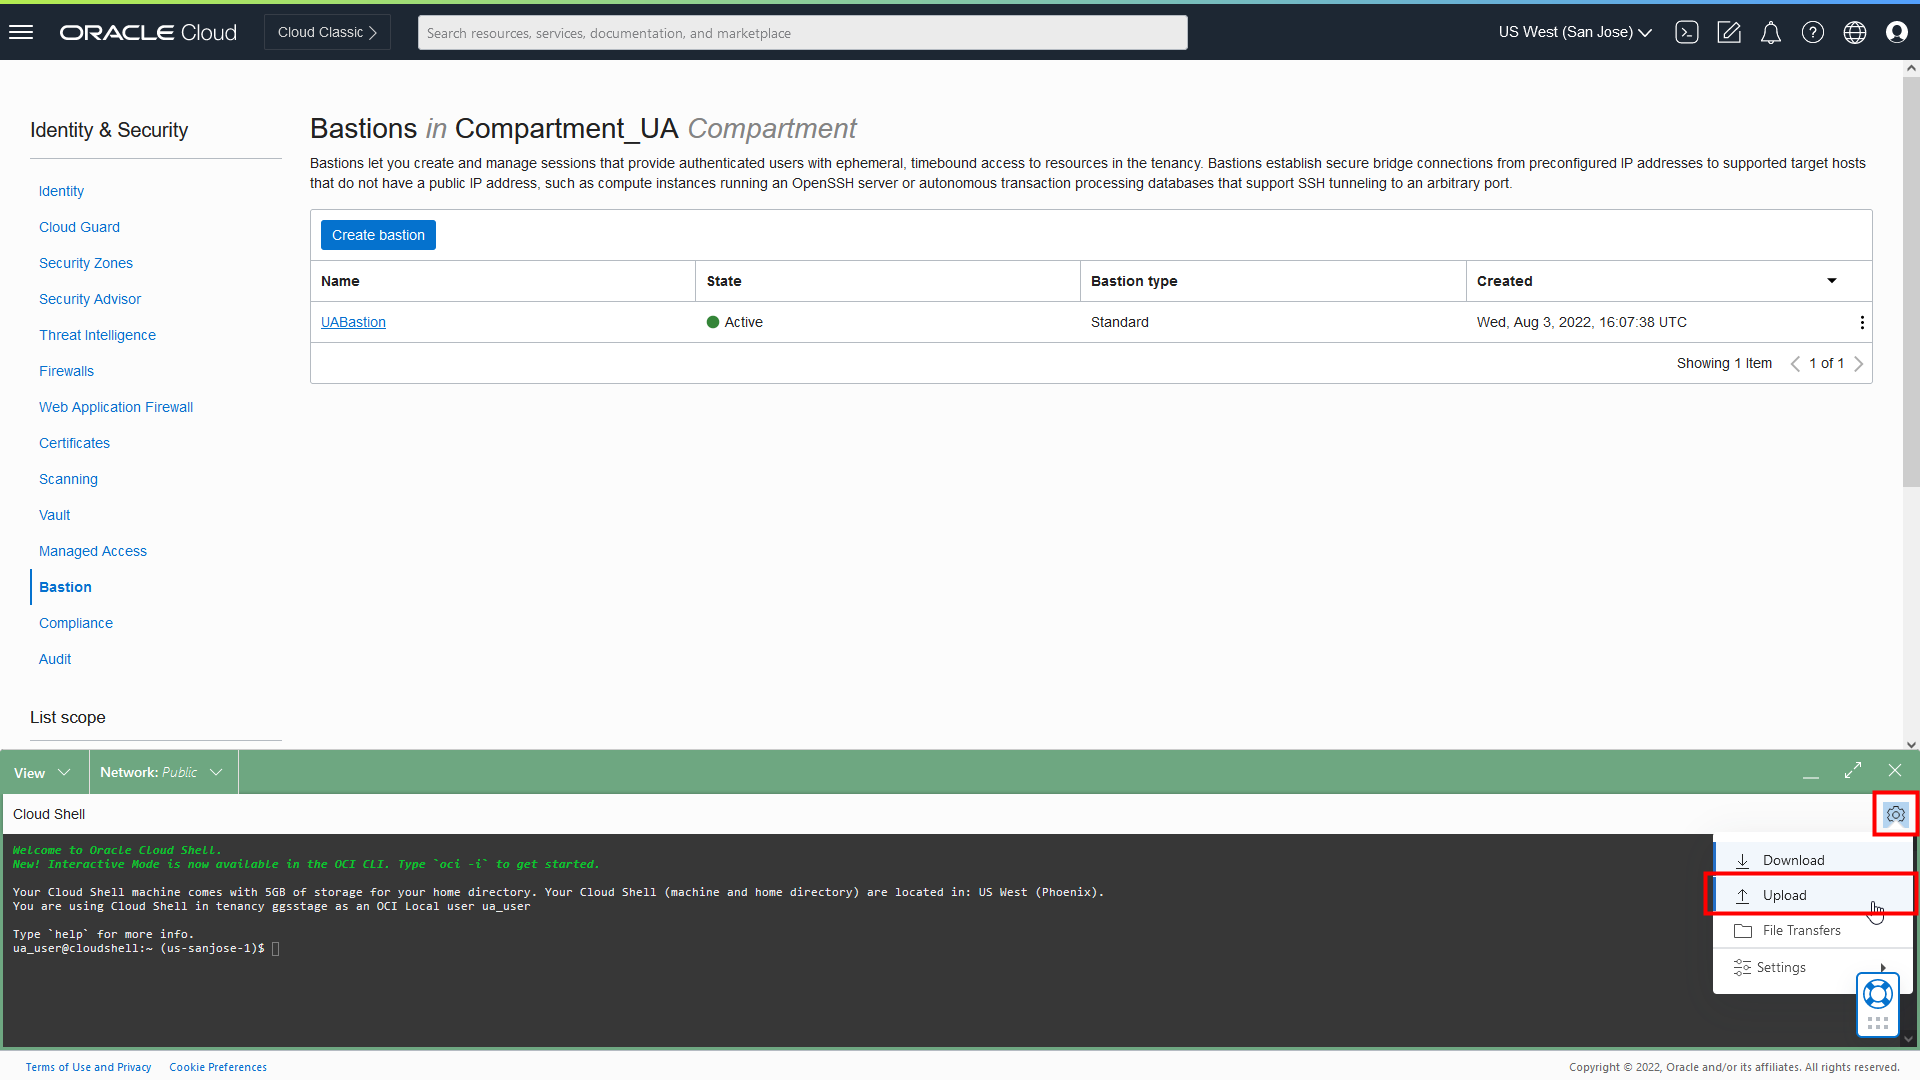 ORACLE Cloud
Cloud Classic
Search resources, services, documentation, and marketplace
US West (San Jose)
Identity & Security
Identity
Cloud Guard
Security Zones
Security Advisor
Threat Intelligence
Firewalls
Web Application Firewall
Certificates
Scanning
Vault
Managed Access
Bastion
Compliance
Audit
List scope
Bastions in Compartment_UA Compartment
Bastions let you create and manage sessions that provide authenticated users with ephemeral, timebound access to resources in the tenancy. Bastions establish secure bridge connections from preconfigured IP addresses to supported target hosts
that do not have a public IP address, such as compute instances running an OpenSSH server or autonomous transaction processing databases that support SSH tunneling to an arbitrary port.
Create bastion
Name State Bastion type Created
UABastion Active Standard Wed, Aug 3, 2022, 16:07:38 UTC
Showing 1 Item 1 of 1
View Network: Public
Cloud Shell
Welcome to Oracle Cloud Shell.
New! Interactive Mode is now available in the OCI CLI. Type `oci -i` to get started.
Your Cloud Shell machine comes with 5GB of storage for your home directory. Your Cloud Shell (machine and home directory) are located in: US West (Phoenix).
You are using Cloud Shell in tenancy ggsstage as an OCI Local user ua_user
Type `help` for more info.
ua_user@cloudshell:~ (us-sanjose-1)$
Download
Upload
File Transfers
Settings
Terms of Use and Privacy Cookie Preferences
Copyright © 2022, Oracle and/or its affiliates. All rights reserved.